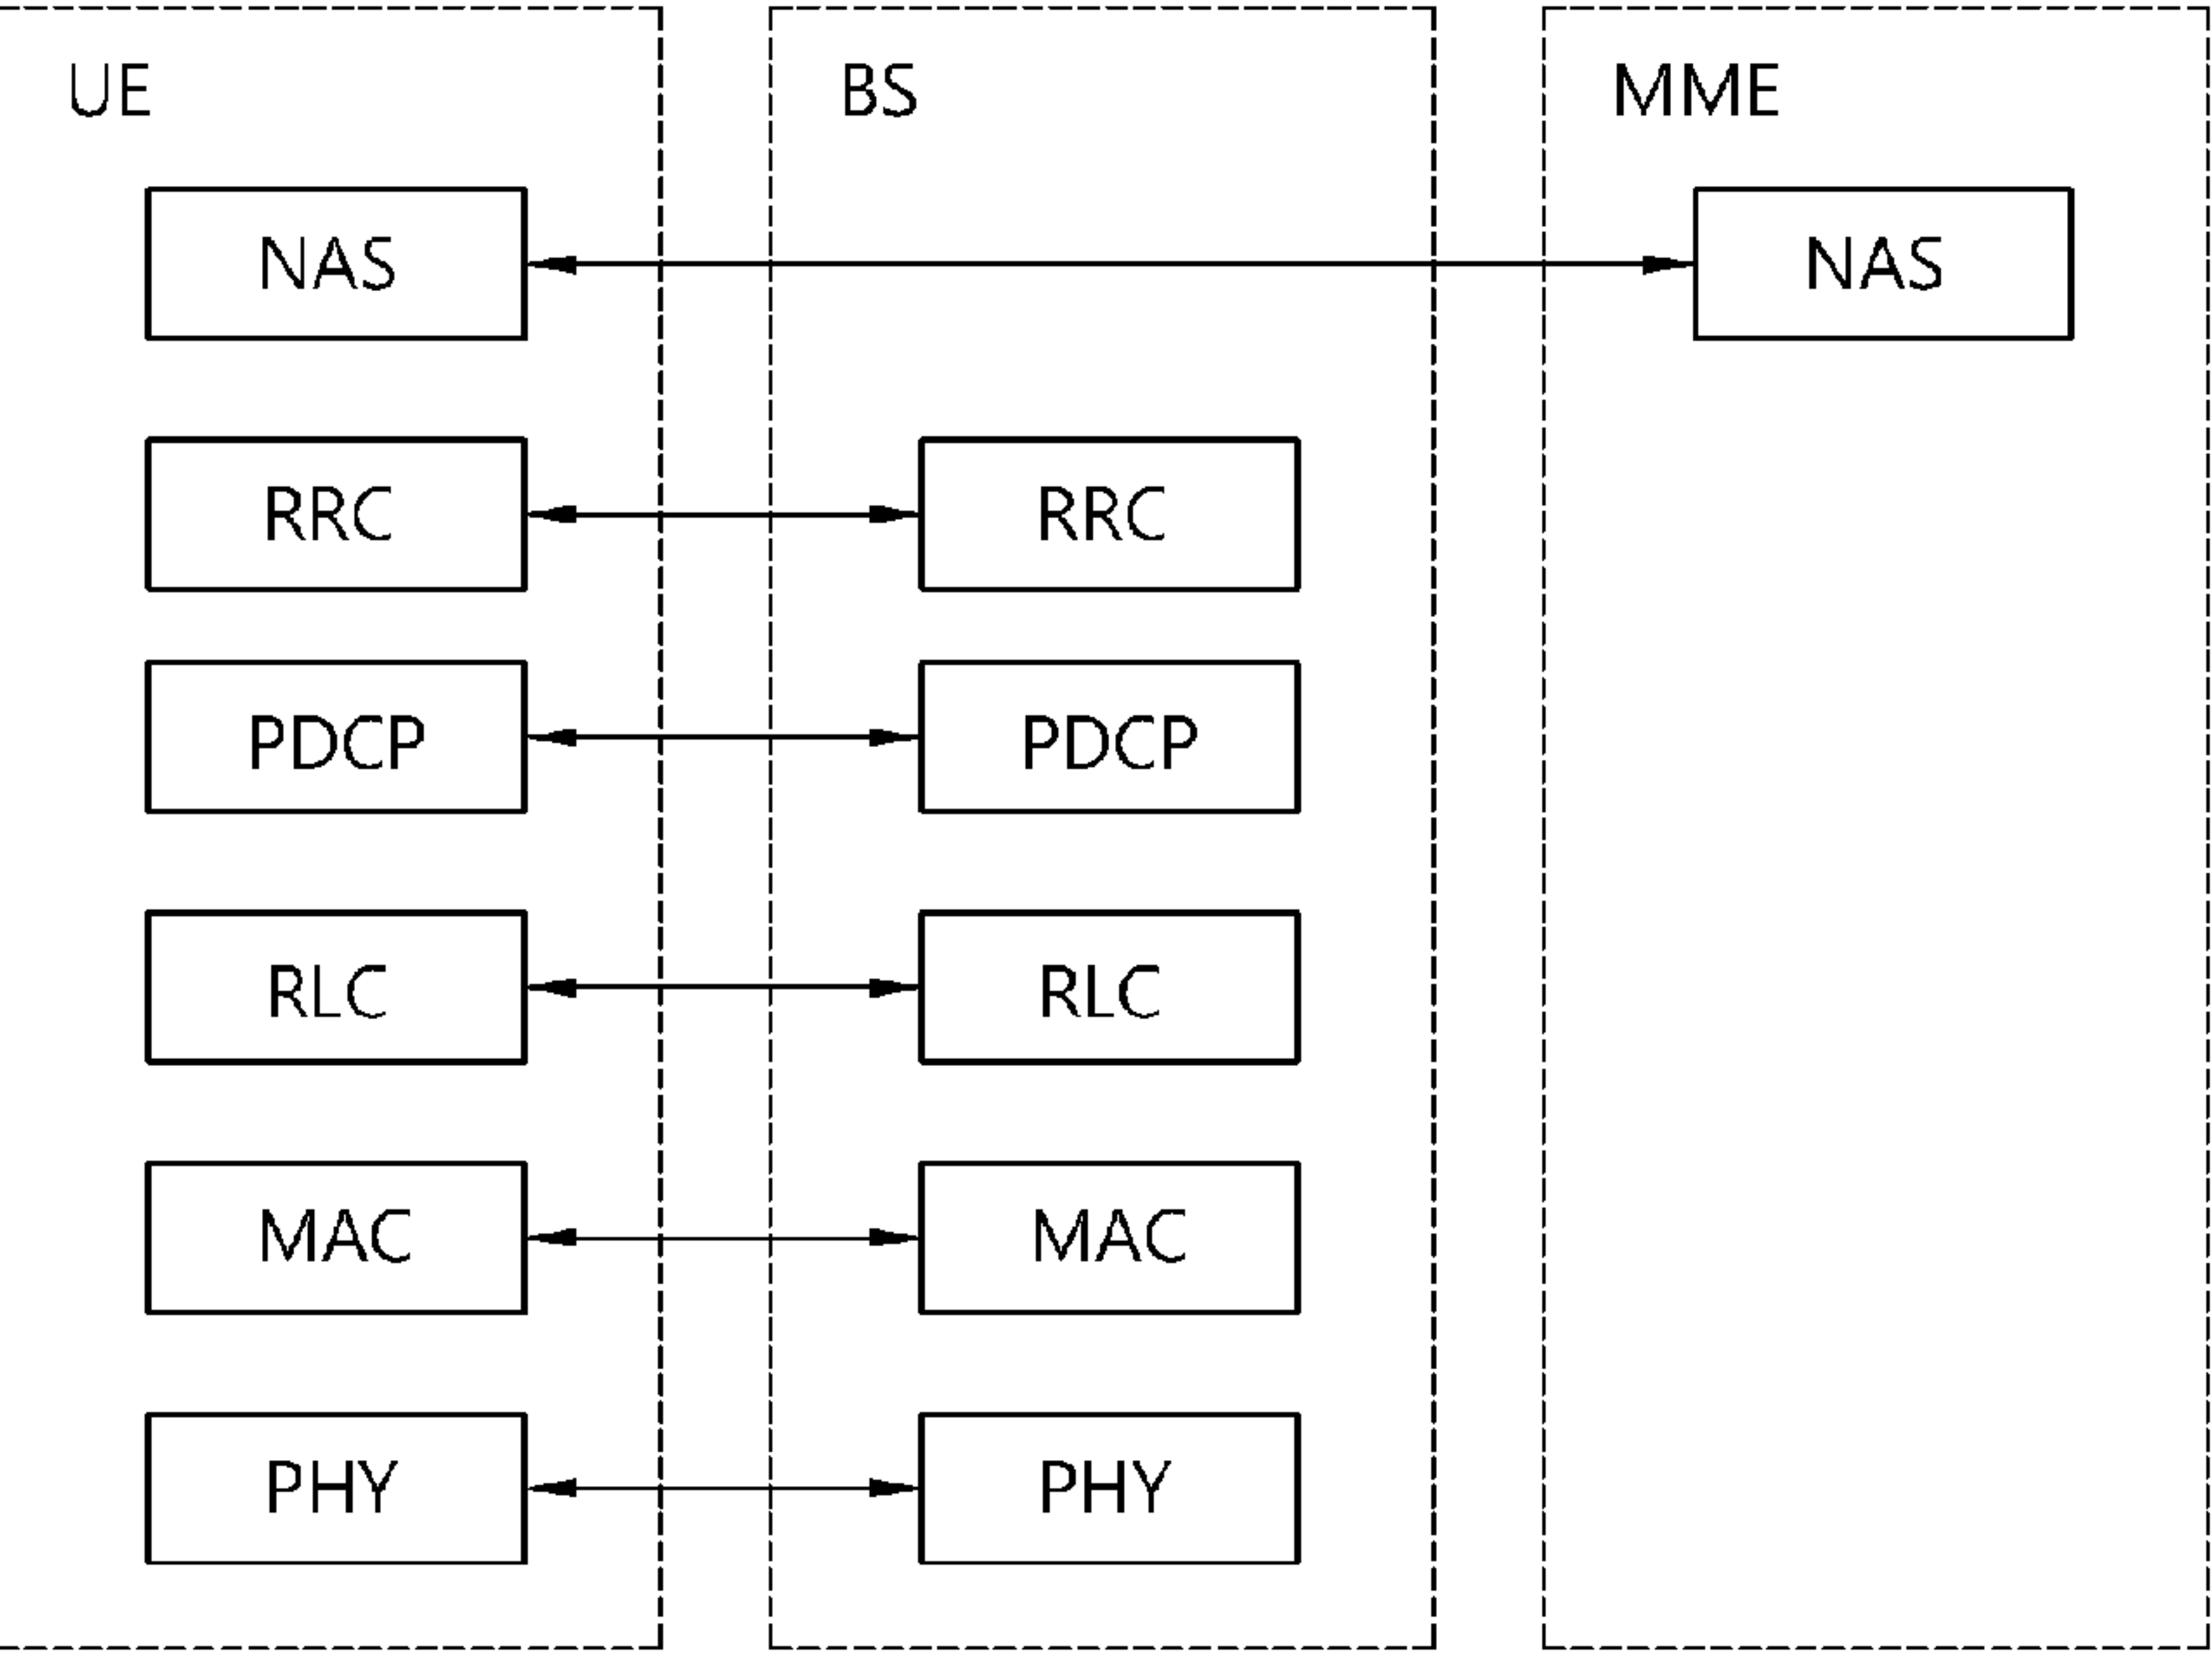 UE BS MME
NAS NAS
RRC RRC
PDCP PDCP
RLC RLC
MAC MAC
PHY PHY